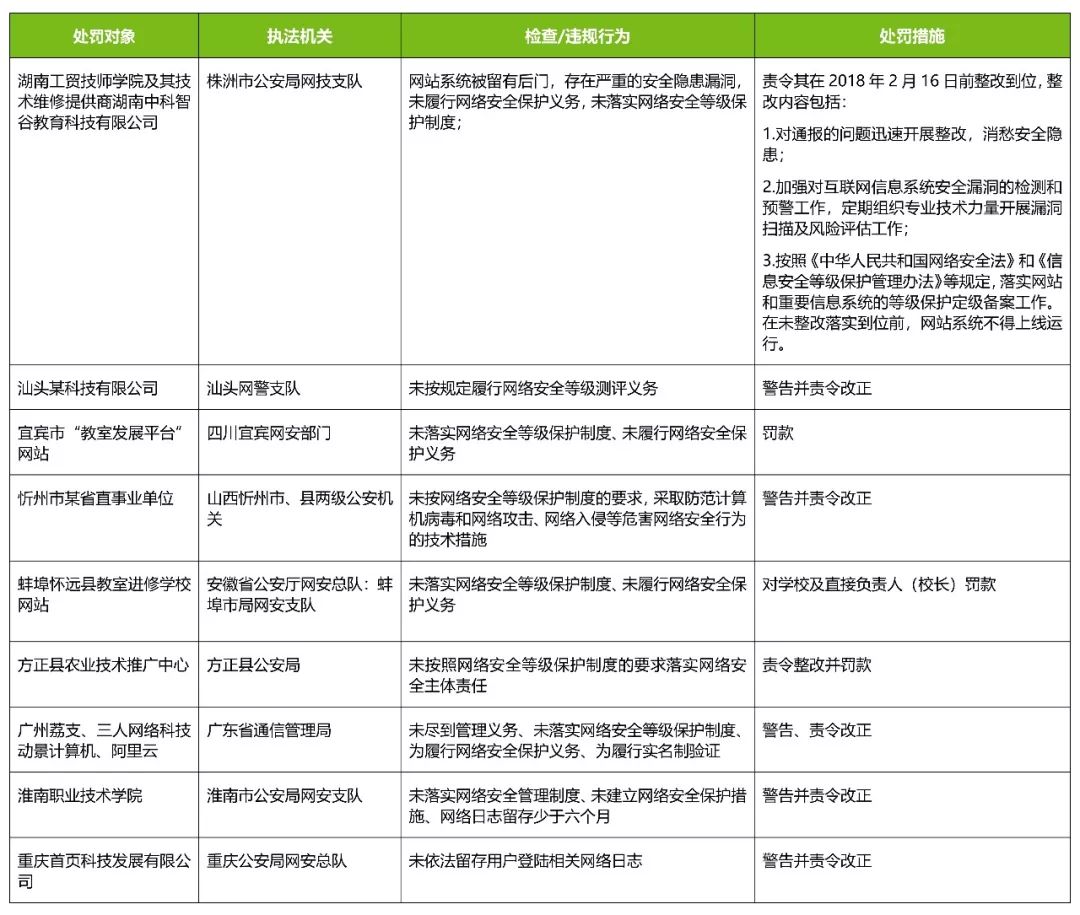 处罚对象
执法机关
检查/违规行为
处罚措施
湖南工贸技师学院及其技
术维修提供商湖南中科智
谷教育科技有限公司
株洲市公安局网技支队
网站系统被留有后门，存在严重的安全隐患漏洞，
未履行网络安全保护义务，未落实网络安全等级保
护制度；
责令其在 2018 年 2 月 16 日前整改到位，整
改内容包括：
1.对通报的问题迅速开展整改，消愁安全隐
患；
2.加强对互联网信息系统安全漏洞的检测和
预警工作，定期组织专业技术力量开展漏洞
扫描及风险评估工作；
3.按照《中华人民共和国网络安全法》和《信
息安全等级保护管理办法》等规定，落实网站
和重要信息系统的等级保护定级备案工作。
在未整改落实到位前，网站系统不得上线运
行。
汕头某科技有限公司
汕头网警支队
未按规定履行网络安全等级测评义务
警告并责令改正
宜宾市“教室发展平台”
网站
四川宜宾网安部门
未落实网络安全等级保护制度、未履行网络安全保
护义务
罚款
忻州市某省直事业单位
山西忻州市、县两级公安机
关
未按网络安全等级保护制度的要求，采取防范计算
机病毒和网络攻击、网络入侵等危害网络安全行为
的技术措施
警告并责令改正
蚌埠怀远县教室进修学校
网站
安徽省公安厅网安总队：蚌
埠市局网安支队
未落实网络安全等级保护制度、未履行网络安全保
护义务
对学校及直接负责人（校长）罚款
方正县农业技术推广中心
方正县公安局
未按照网络安全等级保护制度的要求落实网络安
全主体责任
责令整改并罚款
广州荔支、三人网络科技
动景计算机、阿里云
广东省通信管理局
未尽到管理义务、未落实网络安全等级保护制度、
为履行网络安全保护义务、为履行实名制验证
警告、责令改正
淮南职业技术学院
淮南市公安局网安支队
未落实网络安全管理制度、未建立网络安全保护措
施、网络日志留存少于六个月
警告并责令改正
重庆首页科技发展有限公
司
重庆公安局网安总队
未依法留存用户登陆相关网络日志
警告并责令改正